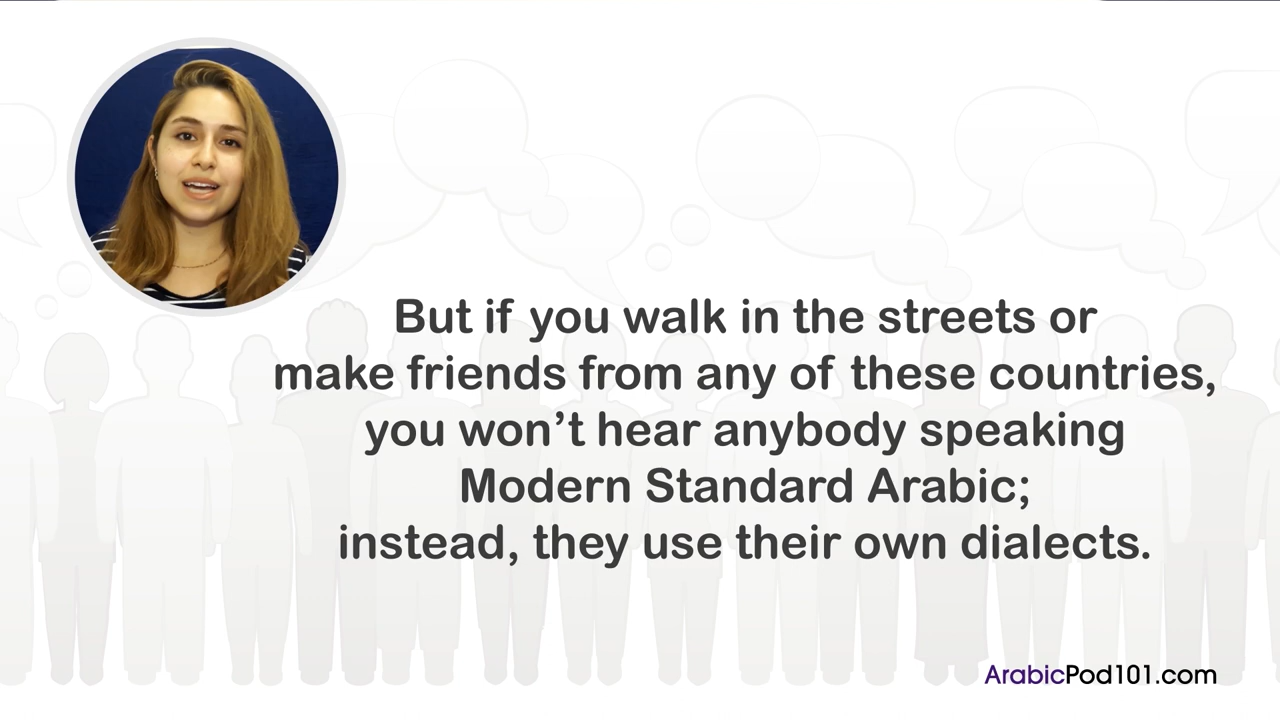 But if you walk in the streets or
make friends from any of these countries,
you won’t hear anybody speaking
Modern Standard Arabic;
instead, they use their own dialects.
ArabicPod101.com